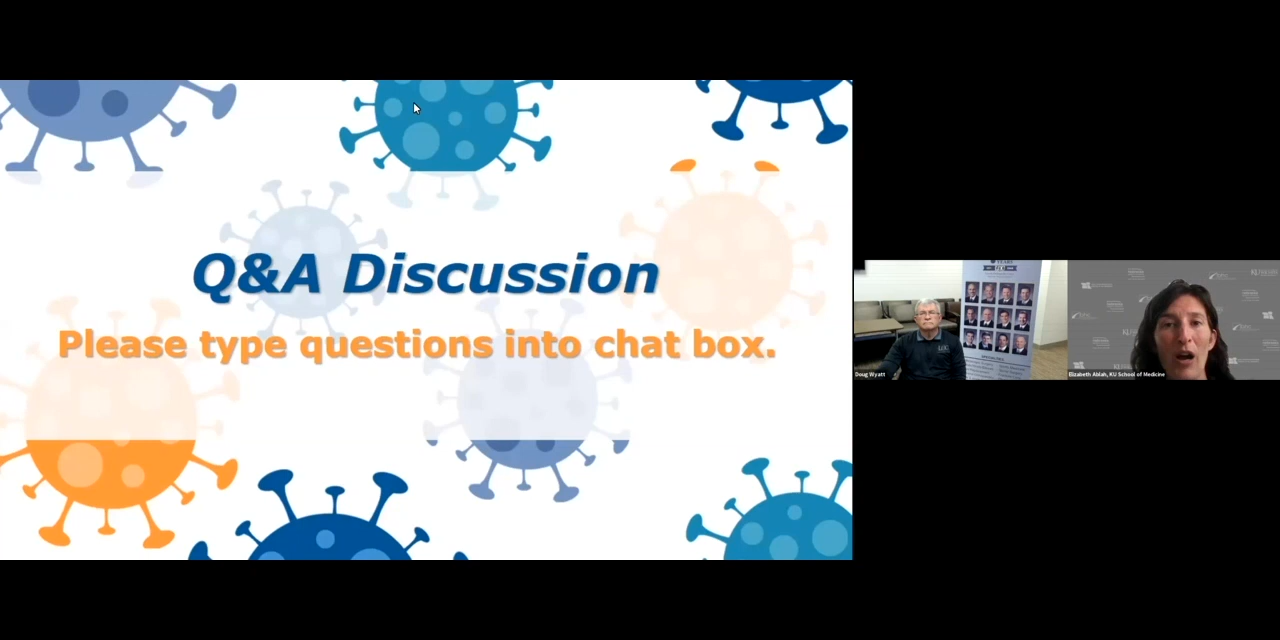 Q&A Discussion
Please type questions into chat box.
Doug Wyatt
Elizabeth Ablah, KU School of Medicine